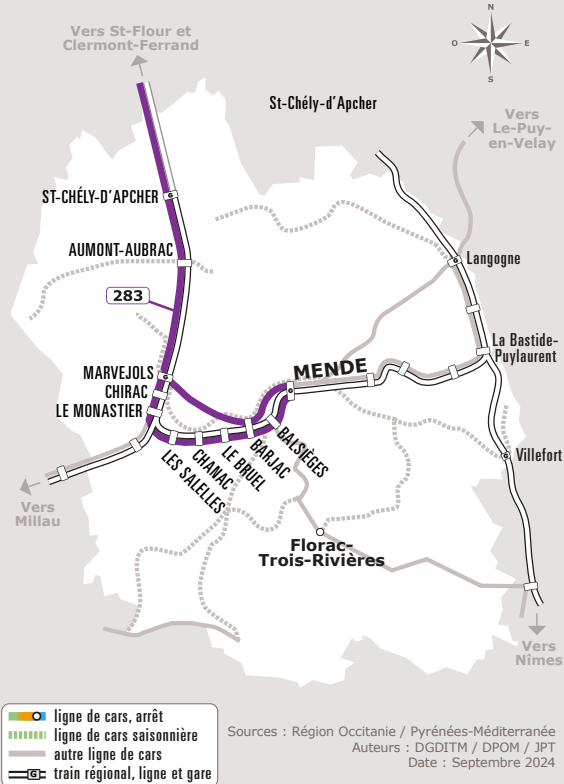 Vers St-Flour et
Clermont-Ferrand
N
O
E
S
St-Chély-d'Apcher
Vers
Le-Puy-
en-Velay
ST-CHÉLY-D'APCHER
G
AUMONT-AUBRAC
Langogne
G
283
La Bastide-
Puylaurent
G
MARVEJOLS
G
CHIRAC
LE MONASTIER
MENDE
G
LES SALELLES
CHANAC
LE BRUEL
BARJAC
BALSIÈGES
Villefort
G
Vers
Millau
Florac-
Trois-Rivières
Vers
Nîmes
ligne de cars, arrêt
ligne de cars saisonnière
autre ligne de cars
G
train régional, ligne et gare
Sources : Région Occitanie / Pyrénées-Méditerranée
Auteurs : DGDITM / DPOM / JPT
Date : Septembre 2024